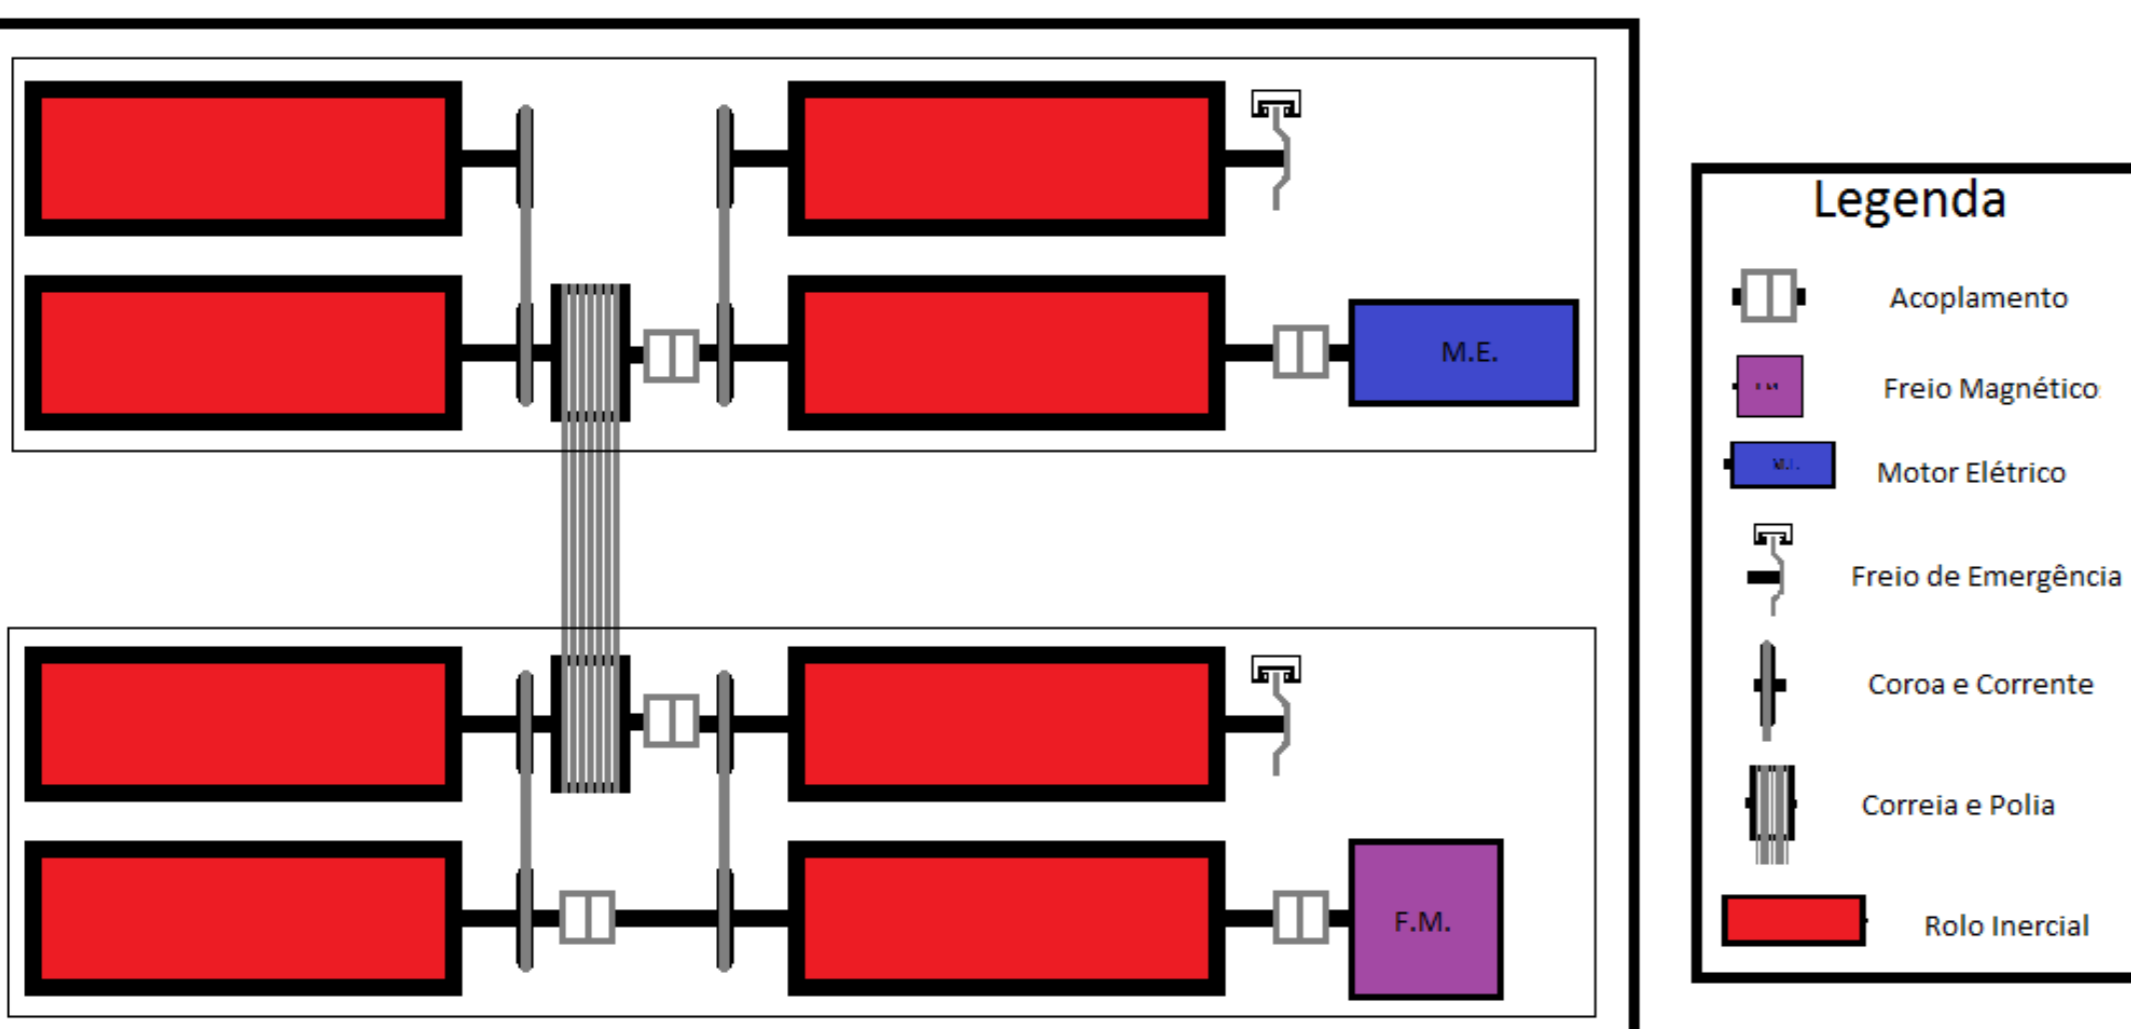 M.E.
F.M.
Legenda
Acoplamento
Freio Magnético
Motor Elétrico
Freio de Emergência
Coroa e Corrente
Correia e Polia
Rolo Inercial